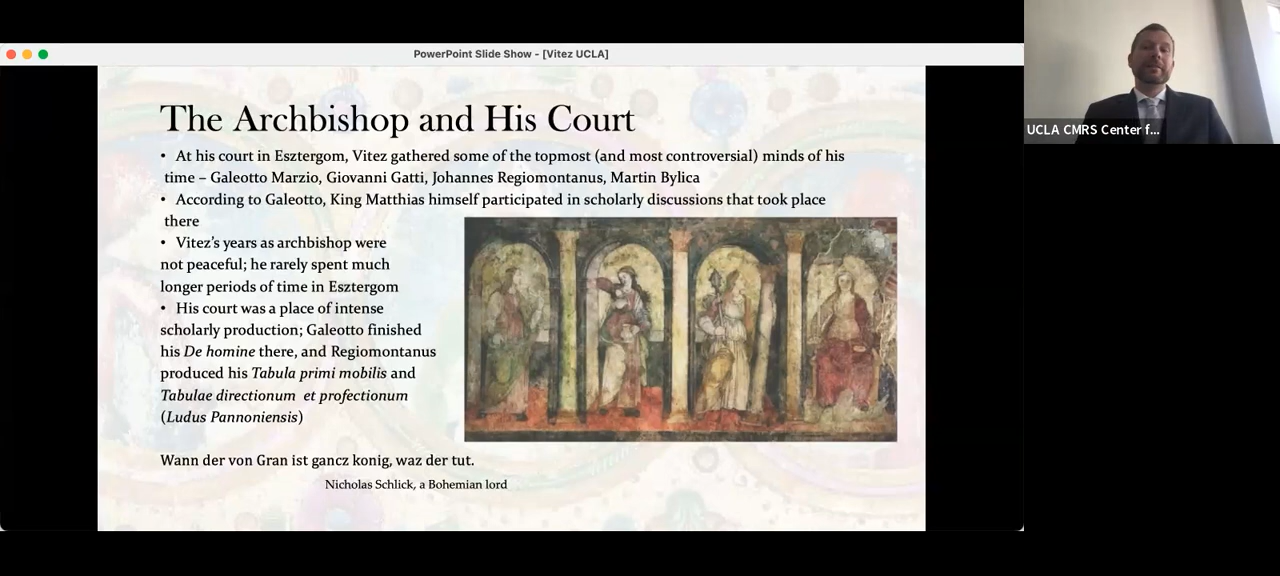 PowerPoint Slide Show - [Vitez UCLA]
The Archbishop and His Court
• At his court in Esztergom, Vitez gathered some of the topmost (and most controversial) minds of his
time – Galeotto Marzio, Giovanni Gatti, Johannes Regiomontanus, Martin Bylica
• According to Galeotto, King Matthias himself participated in scholarly discussions that took place
there
• Vitez's years as archbishop were
not peaceful; he rarely spent much
longer periods of time in Esztergom
• His court was a place of intense
scholarly production; Galeotto finished
his De homine there, and Regiomontanus
produced his Tabula primi mobilis and
Tabulae directionum et profectionum
(Ludus Pannoniensis)
Wann der von Gran ist gancz konig, waz der tut.
Nicholas Schlick, a Bohemian lord
UCLA CMRS Center f...